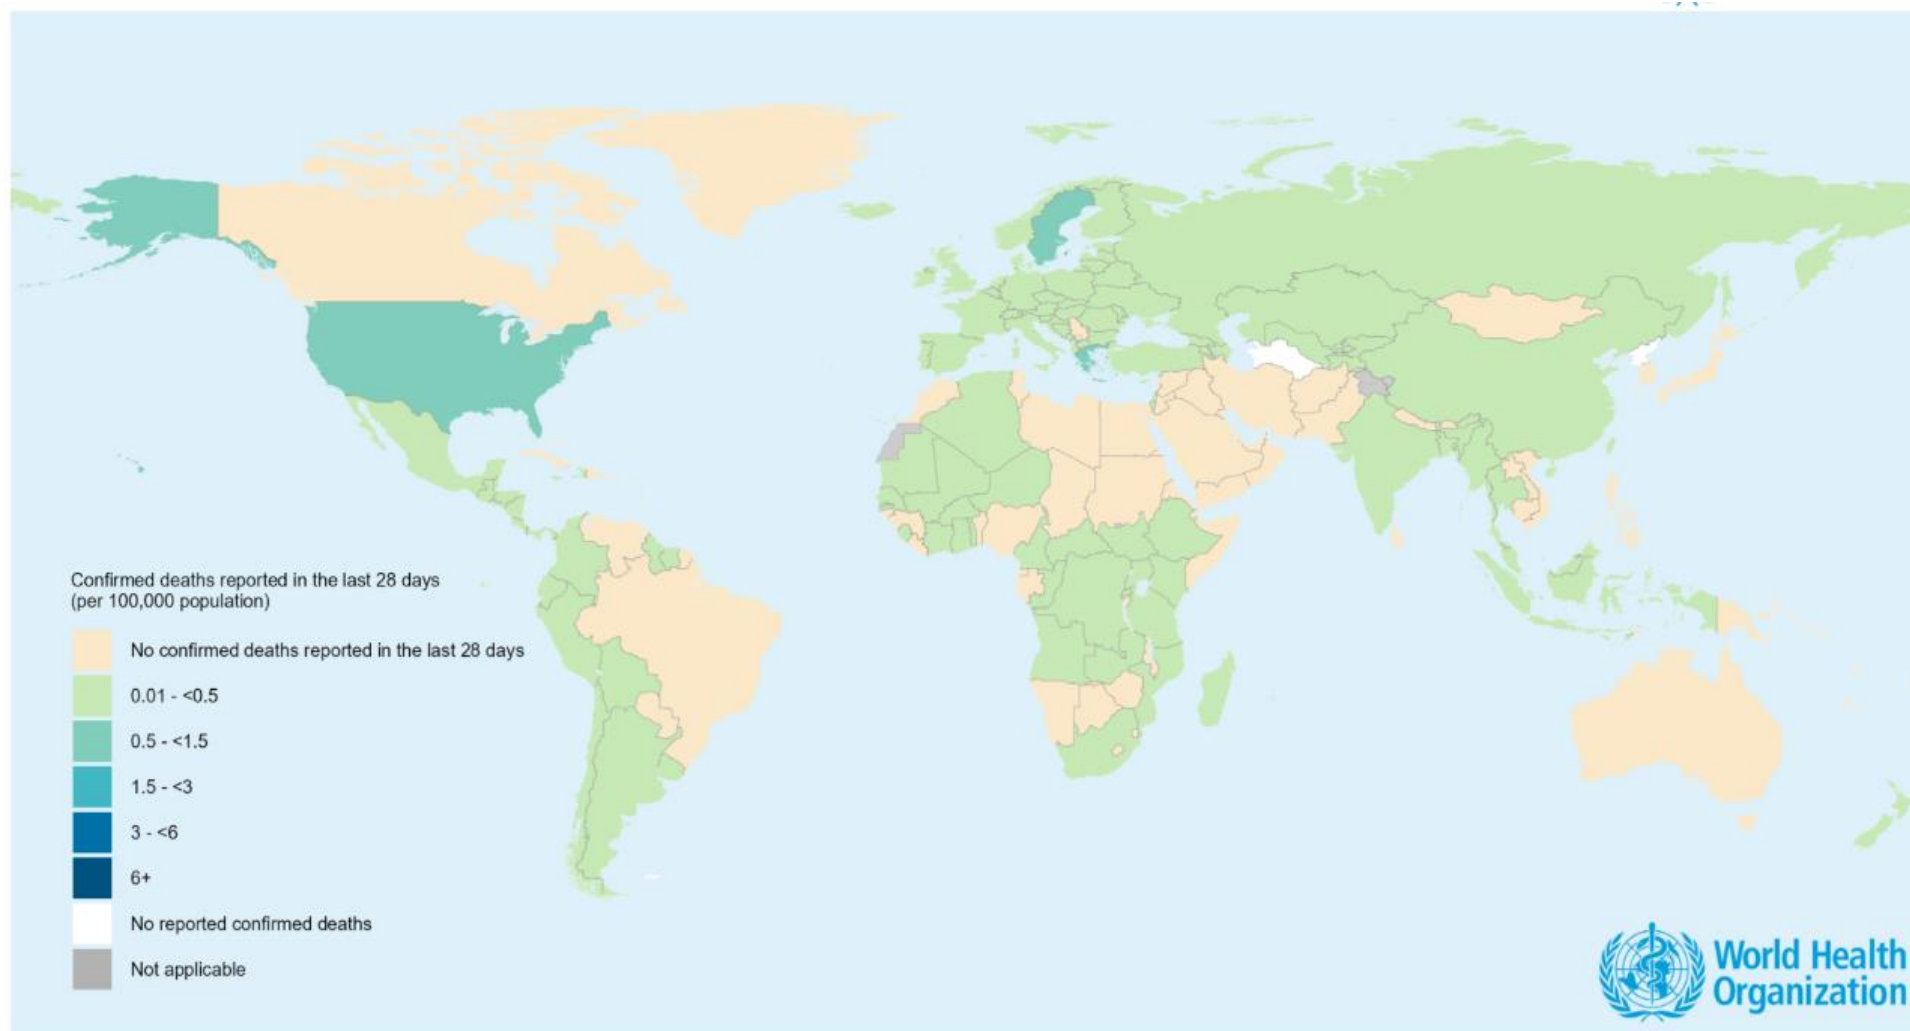 Confirmed deaths reported in the last 28 days
(per 100,000 population)
No confirmed deaths reported in the last 28 days
0.01 - <0.5
0.5 - <1.5
1.5 - <3
3 - <6
6+
No reported confirmed deaths
Not applicable
World Health
Organization